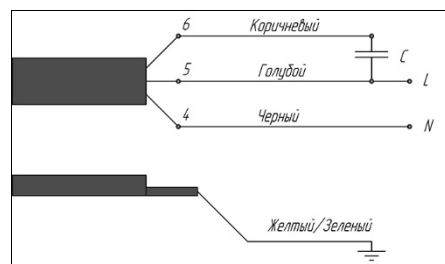 6 Коричневый
C
5 Голубой L
4 Черный N
Желтый/Зеленый